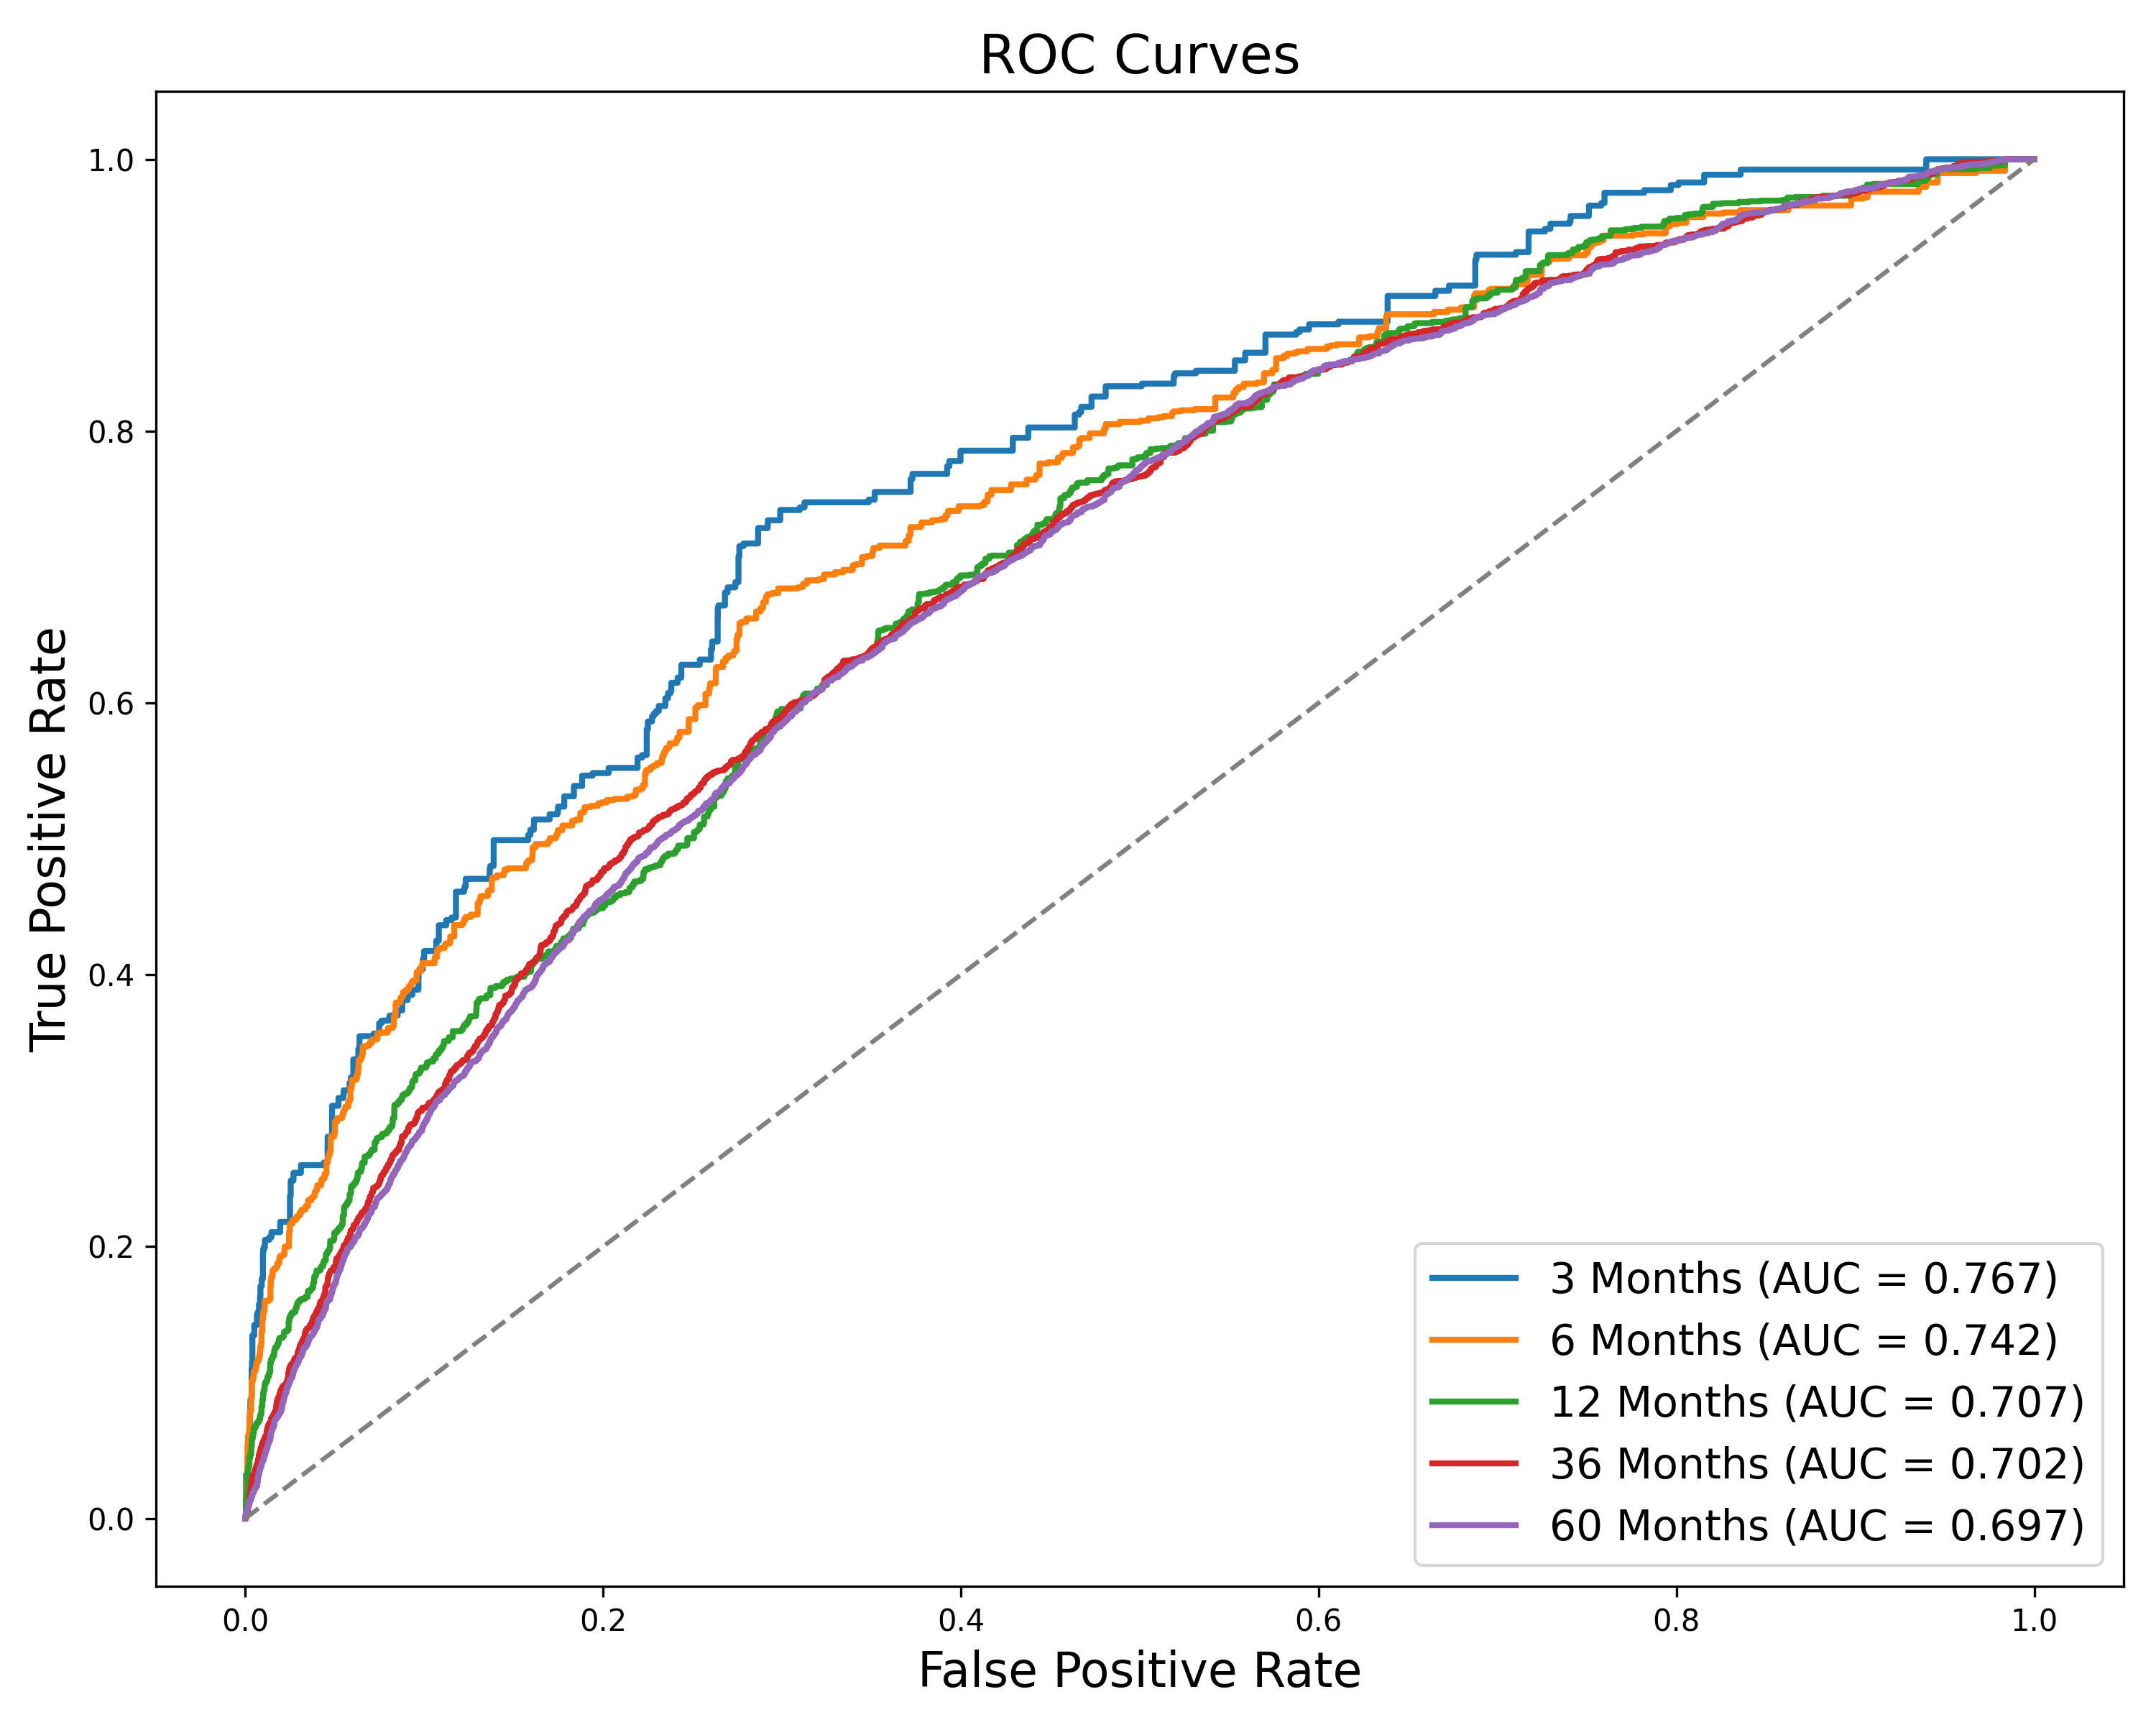 ROC Curves
True Positive Rate
1.0
0.8
0.6
0.4
0.2
0.0
0.0 0.2 0.4 0.6 0.8 1.0
False Positive Rate
3 Months (AUC = 0.767)
6 Months (AUC = 0.742)
12 Months (AUC = 0.707)
36 Months (AUC = 0.702)
60 Months (AUC = 0.697)